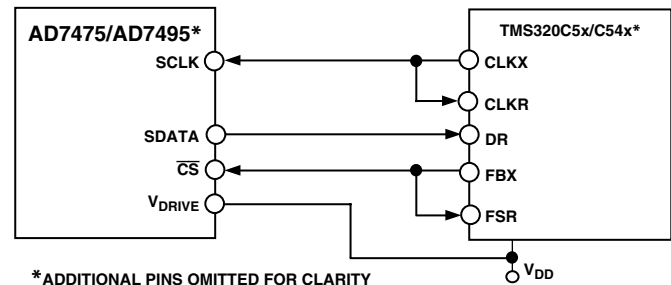 AD7475/AD7495*
SCLK
SDATA
CS
VDRIVE
TMS320C5x/C54x*
CLKX
CLKR
DR
FBX
FSR
VDD
*ADDITIONAL PINS OMITTED FOR CLARITY